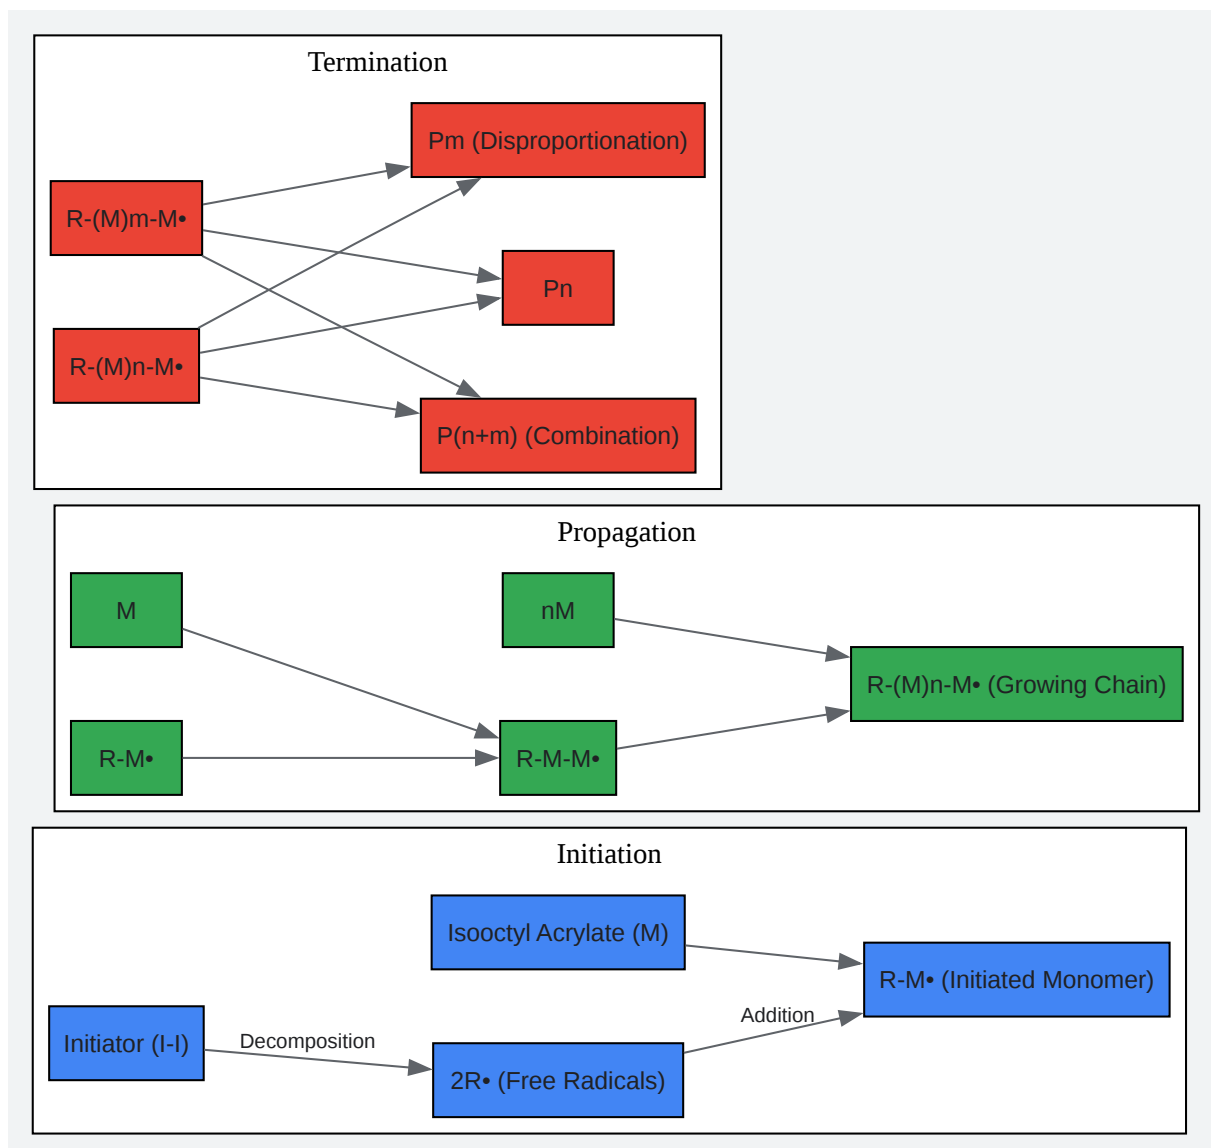 Termination
Pm (Disproportionation)
R-(M)m-M•
Pn
R-(M)n-M•
P(n+m) (Combination)
Propagation
M
nM
R-(M)n-M• (Growing Chain)
R-M•
R-M-M•
Initiation
Isooctyl Acrylate (M)
R-M• (Initiated Monomer)
Addition
Initiator (I-I)
Decomposition
2R• (Free Radicals)